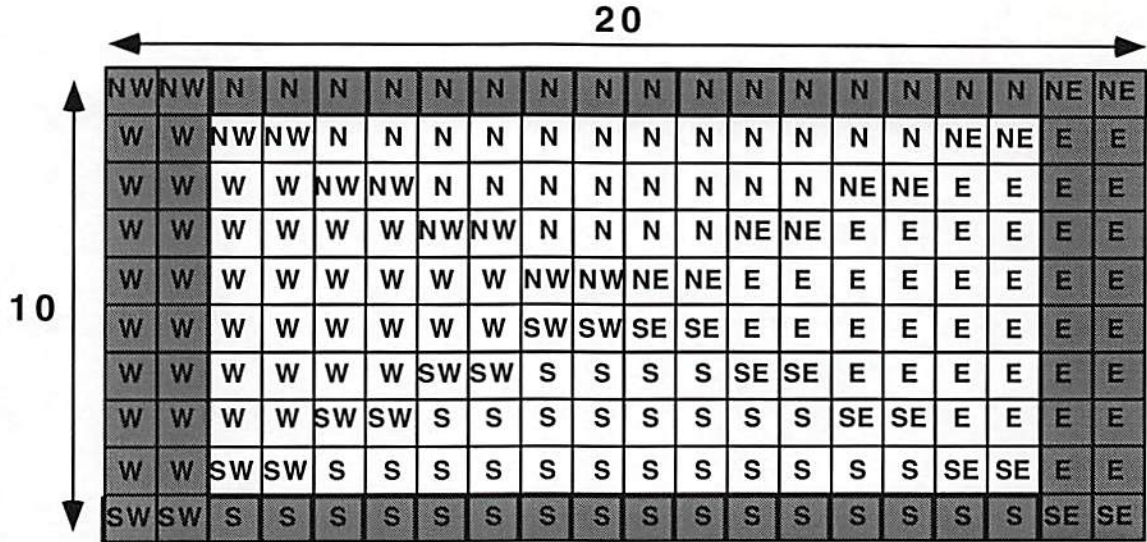 20
NW NW N N N N N N N N N N N N N N N N NE NE
W W NW NW N N N N N N N N N N N N NE NE E E
W W W W NW NW N N N N N N N N NE NE E E E E
W W W W W W NW NW N N N N NE NE E E E E E E
W W W W W W W W NW NW NE NE E E E E E E E E
10
W W W W W W W W SW SW SE SE E E E E E E E E
W W W W W W SW SW S S S S SE SE E E E E E E
W W W W SW SW S S S S S S S S SE SE E E E E
W W SW SW S S S S S S S S S S S S SE SE E E
SW SW S S S S S S S S S S S S S S S S SE SE